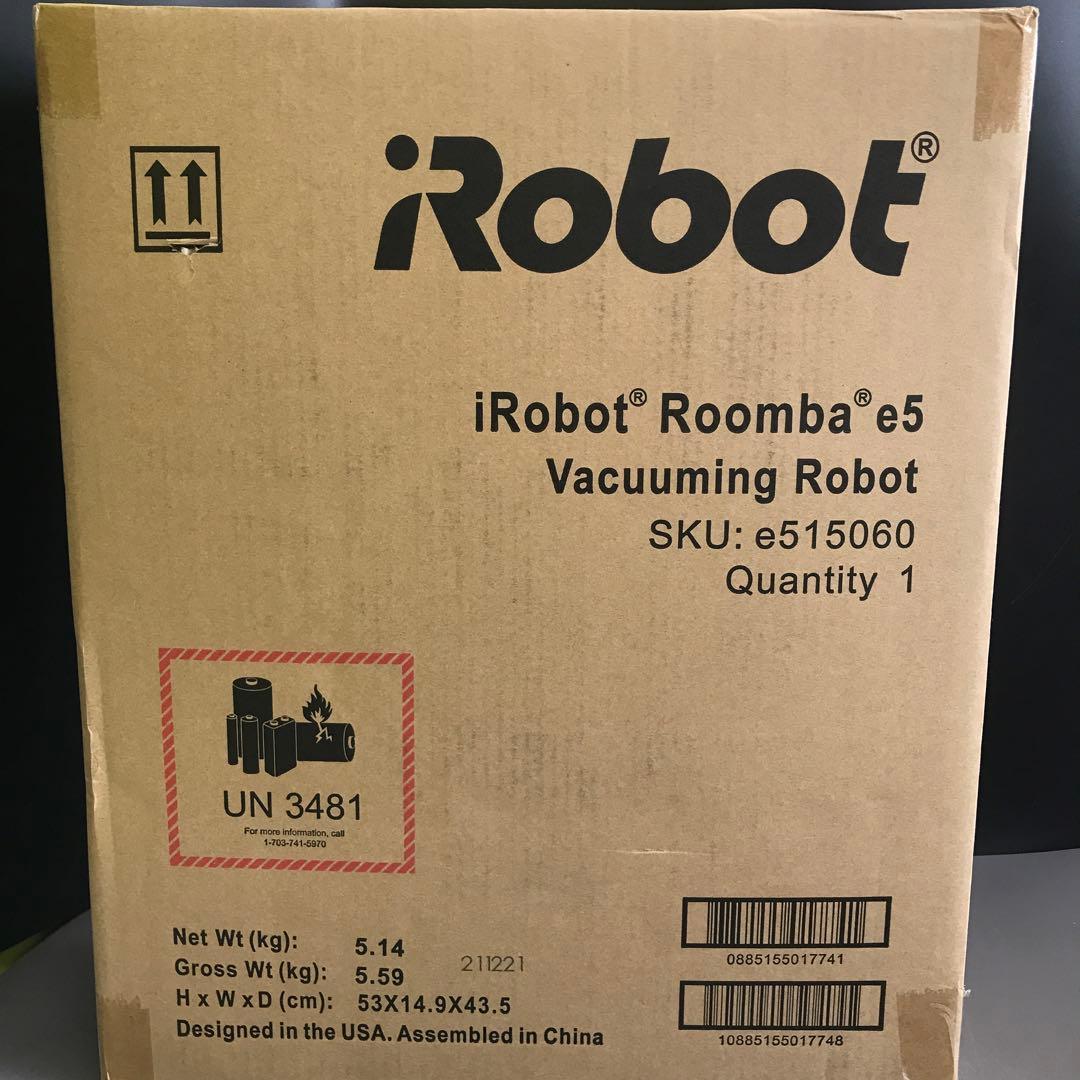 iRobot®
iRobot® Roomba® e5
Vacuuming Robot
SKU: e515060
Quantity 1
UN 3481
For more information, call
1-703-741-5970
Net Wt (kg): 5.14
Gross Wt (kg): 5.59
211221
H x W x D (cm): 53X14.9X43.5
Designed in the USA. Assembled in China
0885155017741
10885155017748